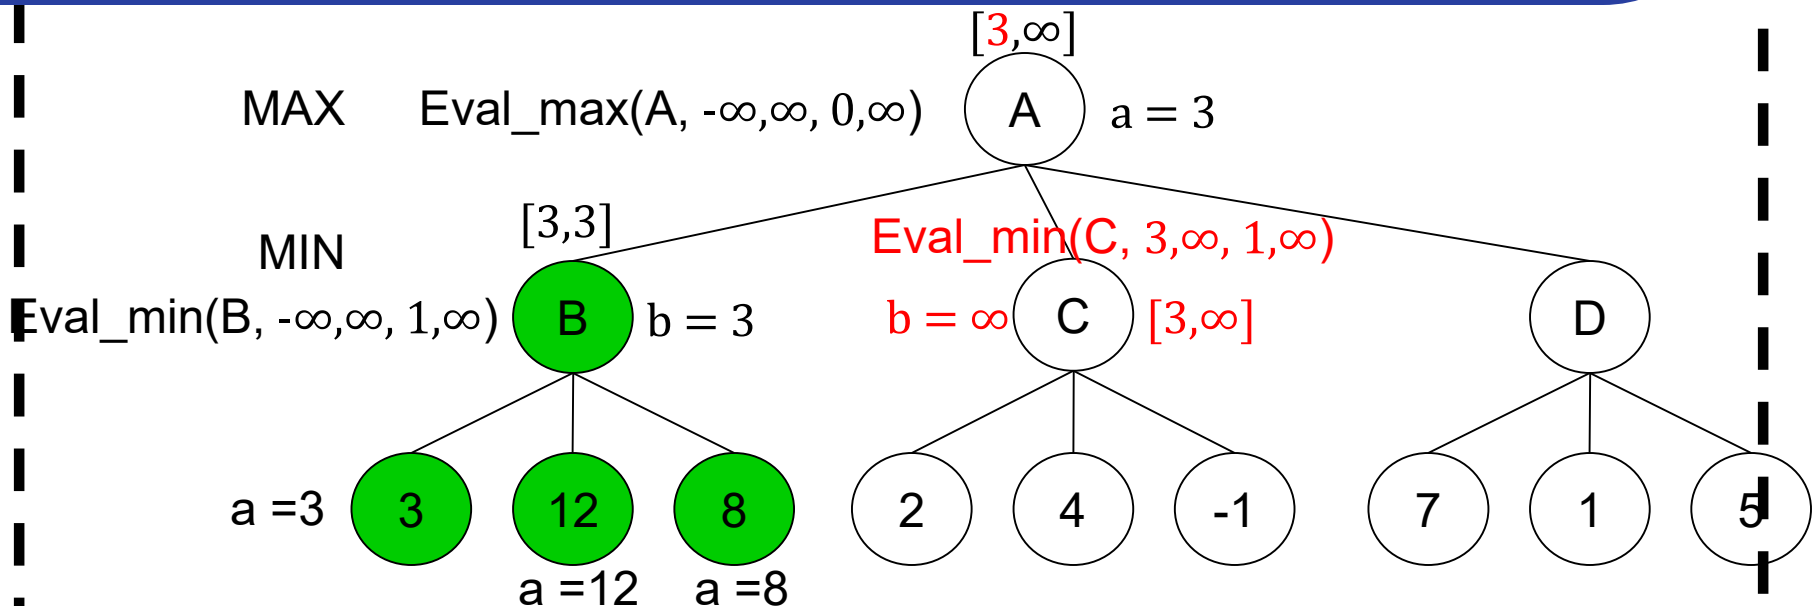 [3,∞]
MAX Eval_max(A, -∞,∞, 0,∞) A a = 3
[3,3]
MIN Eval_min(C, 3,∞, 1,∞)
Eval_min(B, -∞,∞, 1,∞) B b = 3 b = ∞ C [3,∞] D
a =3 3 12 8 2 4 -1 7 1 5
a =12 a =8